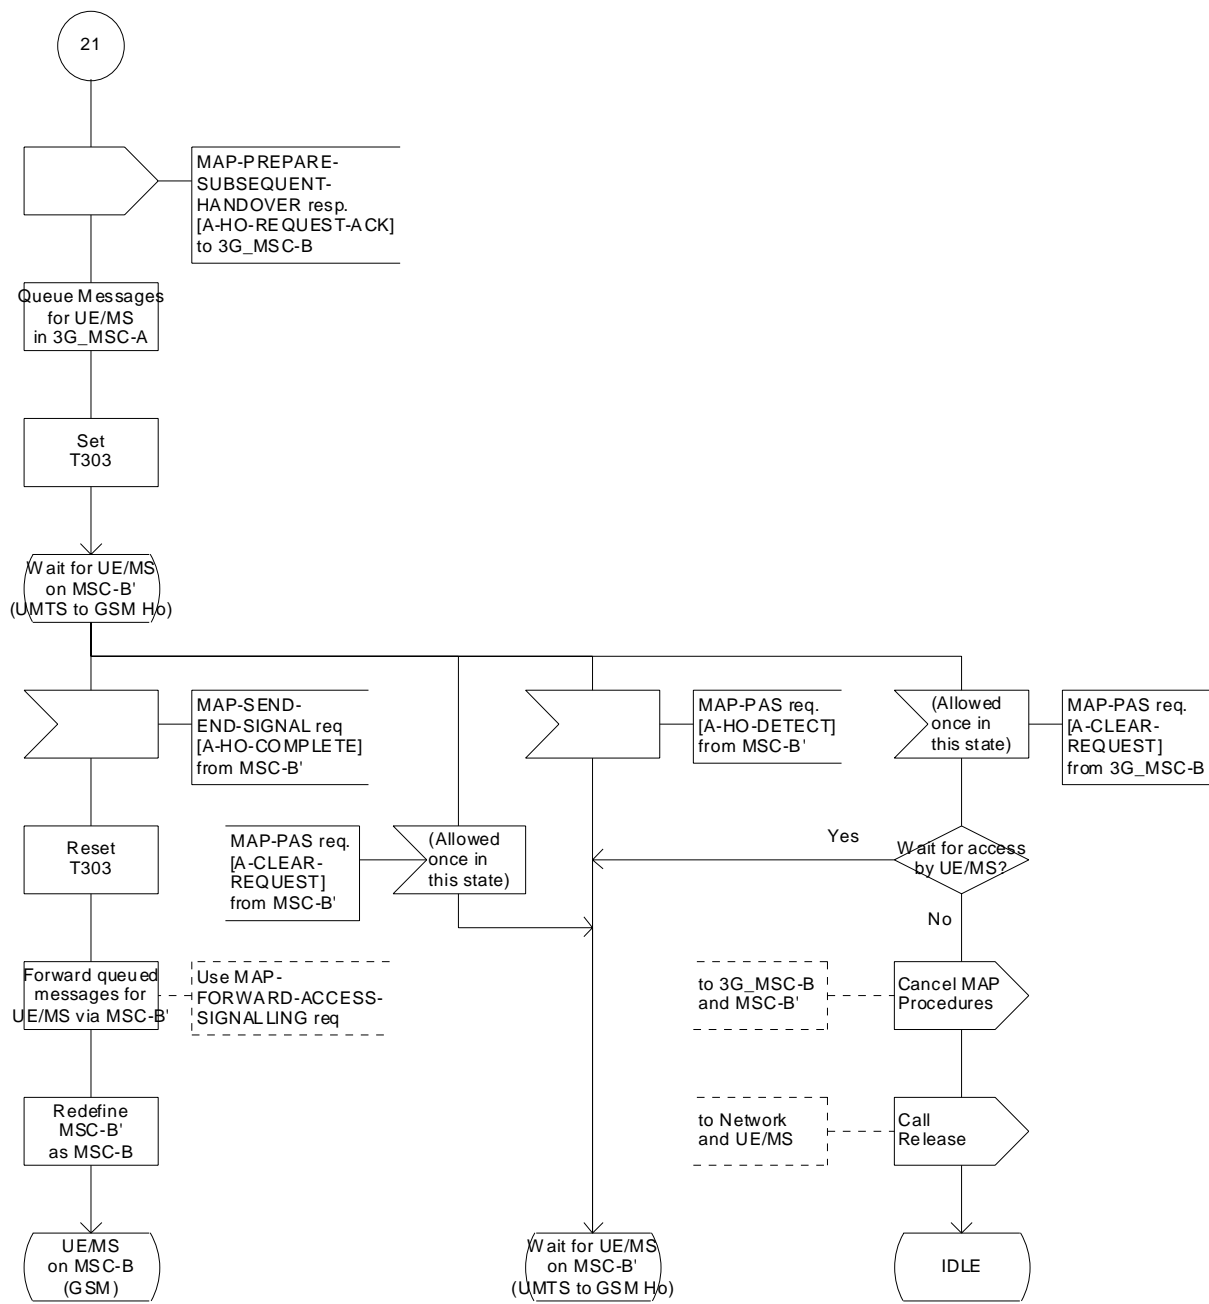 21
MAP-PREPARE-
SUBSEQUENT-
HANDOVER resp.
[A-HO-REQUEST-ACK]
to 3G_MSC-B
Queue Messages
for UE/MS
in 3G_MSC-A
Set
T303
Wait for UE/MS
on MSC-B'
(UMTS to GSM Ho)
MAP-SEND-
END-SIGNAL req
[A-HO-COMPLETE]
from MSC-B'
MAP-PAS req.
[A-HO-DETECT]
from MSC-B'
(Allowed
once in
this state)
MAP-PAS req.
[A-CLEAR-
REQUEST]
from 3G_MSC-B
Reset
T303
MAP-PAS req.
[A-CLEAR-
REQUEST]
from MSC-B'
(Allowed
once in
this state)
Yes
Wait for access
by UE/MS?
No
Forward queued
messages for
UE/MS via MSC-B'
Use MAP-
FORWARD-ACCESS-
SIGNALLING req
to 3G_MSC-B
and MSC-B'
Cancel MAP
Procedures
Redefine
MSC-B'
as MSC-B
to Network
and UE/MS
Call
Release
UE/MS
on MSC-B
(GSM)
Wait for UE/MS
on MSC-B'
(UMTS to GSM Ho)
IDLE